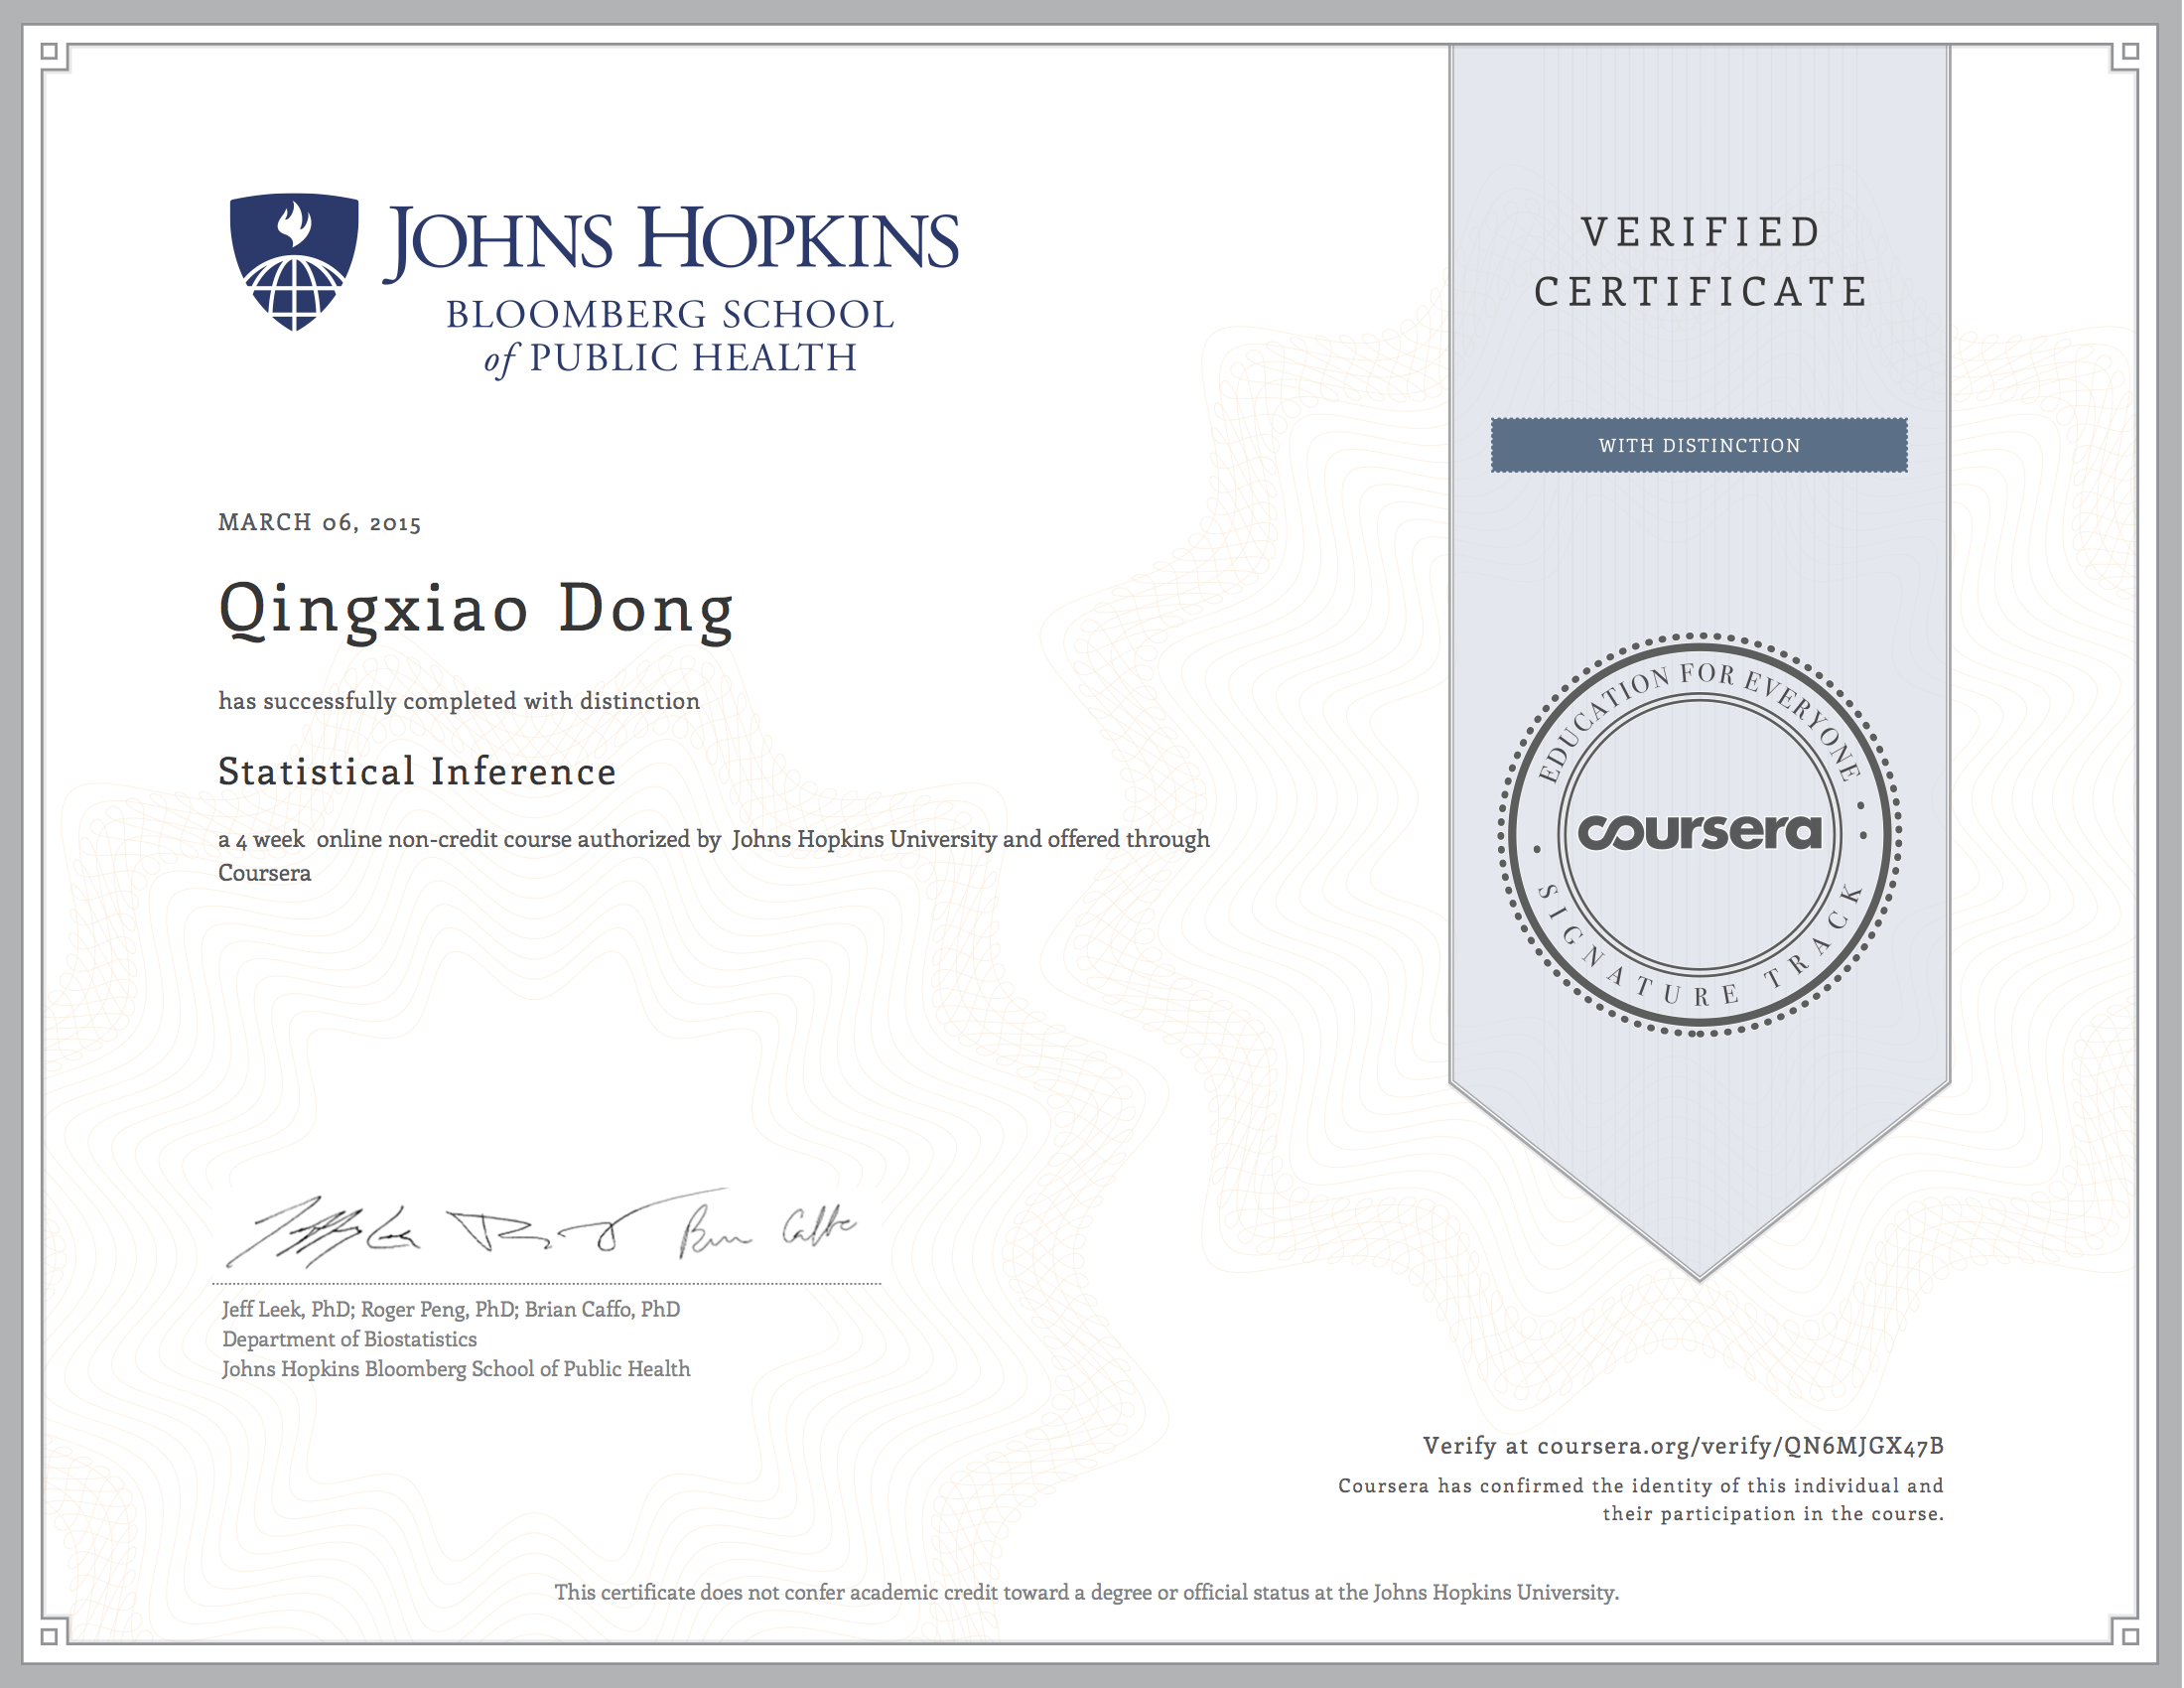 JOHNS HOPKINS
BLOOMBERG SCHOOL
of PUBLIC HEALTH
VERIFIED
CERTIFICATE
WITH DISTINCTION
MARCH 06, 2015
Qingxiao Dong
has successfully completed with distinction
Statistical Inference
a 4 week online non-credit course authorized by Johns Hopkins University and offered through
Coursera
EDUCATION FOR EVERYONE
coursera
SIGNATURE TRACK
Jeff Leek, PhD; Roger Peng, PhD; Brian Caffo, PhD
Department of Biostatistics
Johns Hopkins Bloomberg School of Public Health
Verify at coursera.org/verify/QN6MJGX47B
Coursera has confirmed the identity of this individual and
their participation in the course.
This certificate does not confer academic credit toward a degree or official status at the Johns Hopkins University.